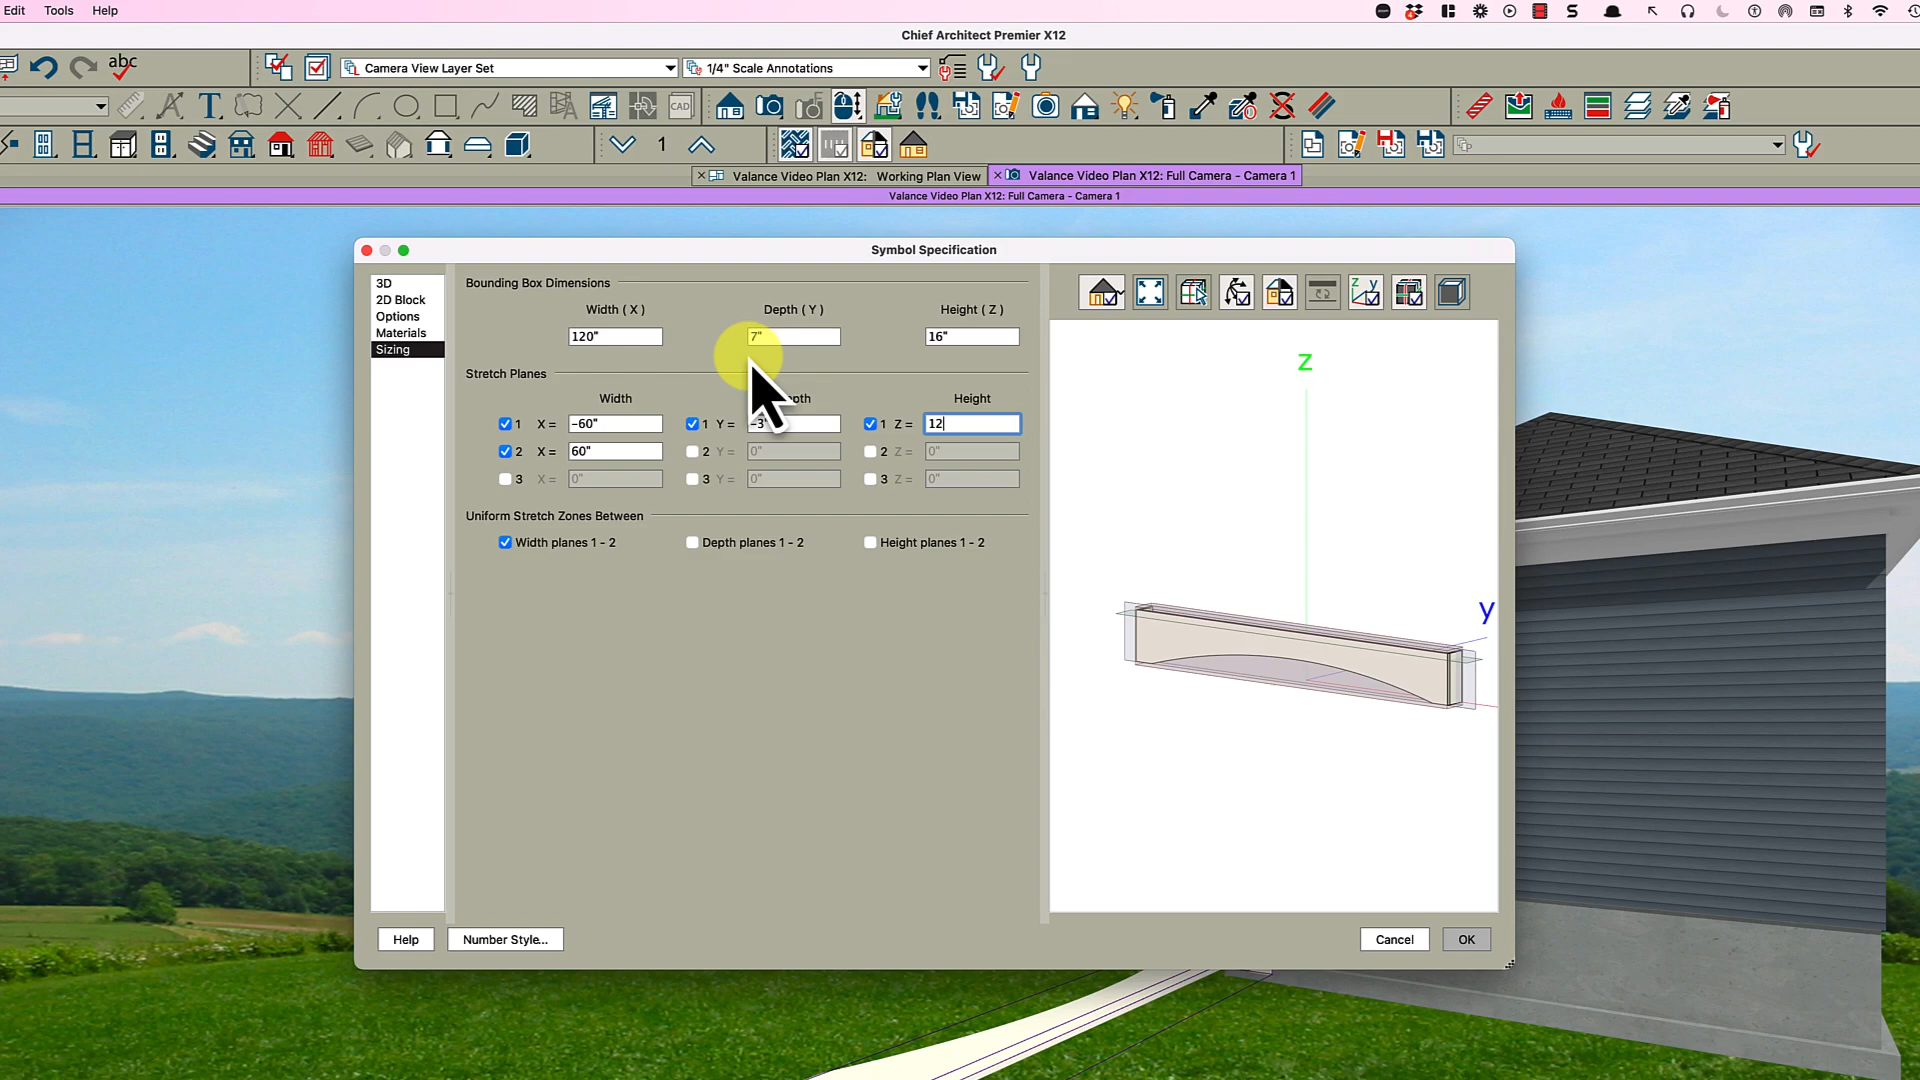 Edit Tools Help
Chief Architect Premier X12
abc Camera View Layer Set 1/4" Scale Annotations
T CAD
1
Valance Video Plan X12: Working Plan View Valance Video Plan X12: Full Camera - Camera 1
Valance Video Plan X12: Full Camera - Camera 1
Symbol Specification
3D
2D Block
Options
Materials
Sizing
Bounding Box Dimensions
Width ( X ) Depth ( Y ) Height ( Z )
120" 7" 16"
Stretch Planes
Width Height
1 X = -60" 1 Y = 1 Z = 12
2 X = 60" 2 Y = 0" 2 Z = 0"
3 X = 0" 3 Y = 0" 3 Z = 0"
Uniform Stretch Zones Between
Width planes 1 - 2 Depth planes 1 - 2 Height planes 1 - 2
z y
z
y
Help Number Style... Cancel OK